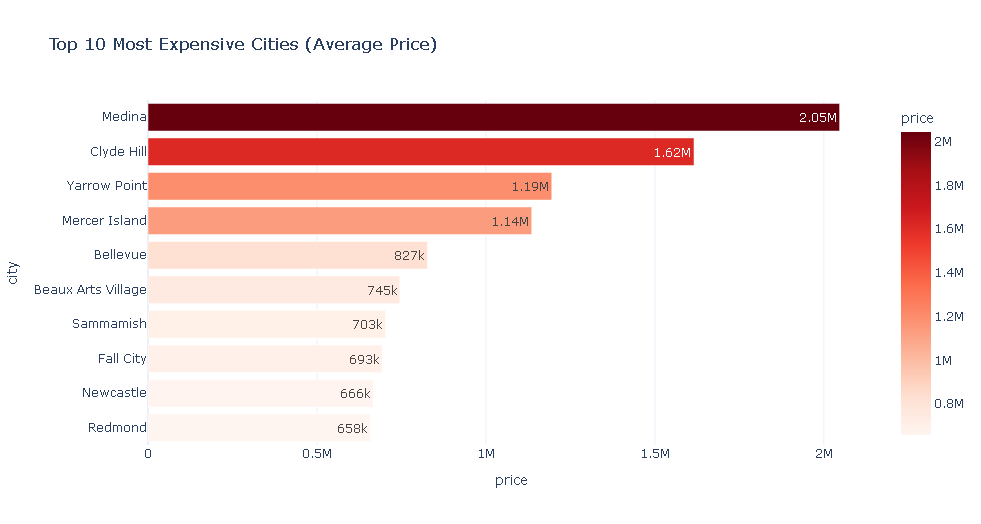 Top 10 Most Expensive Cities (Average Price)
city
Medina 2.05M
Clyde Hill 1.62M
Yarrow Point 1.19M
Mercer Island 1.14M
Bellevue 827k
Beaux Arts Village 745k
Sammamish 703k
Fall City 693k
Newcastle 666k
Redmond 658k
0 0.5M 1M 1.5M 2M
price
price
2M
1.8M
1.6M
1.4M
1.2M
1M
0.8M